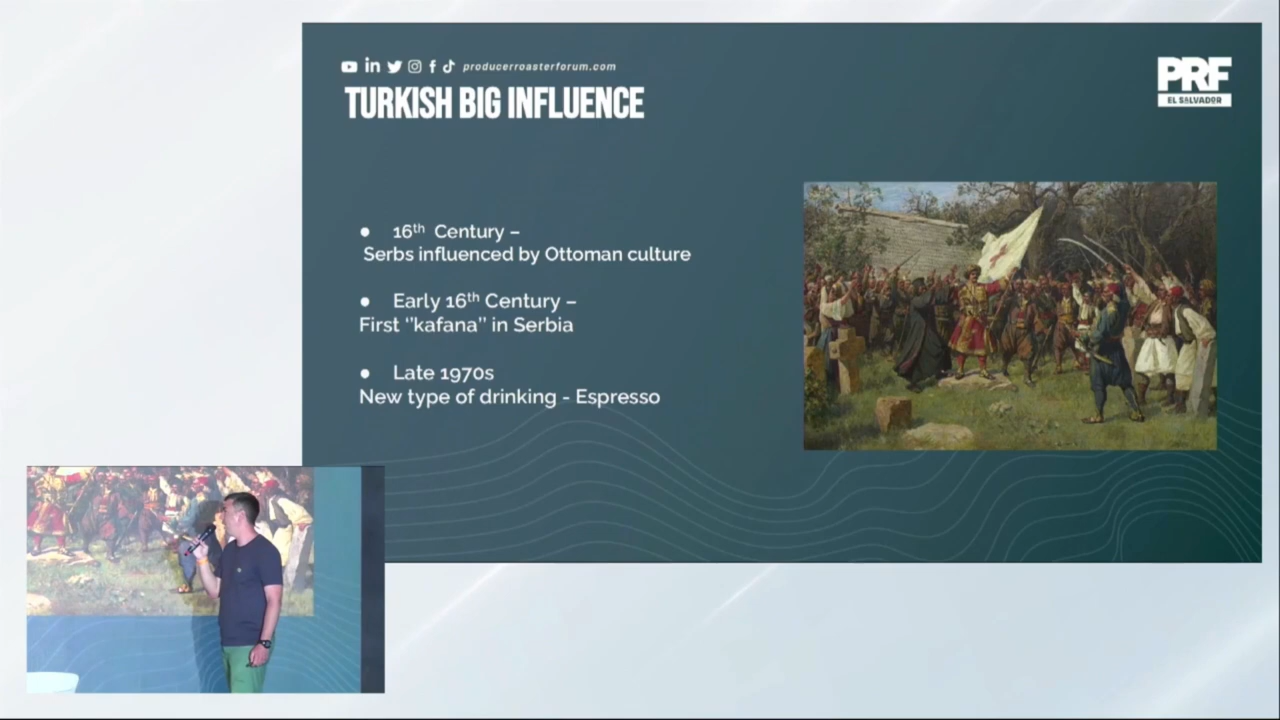 producerroasterforum.com
PRF
EL SALVADOR
TURKISH BIG INFLUENCE
● 16th Century –
Serbs influenced by Ottoman culture
● Early 16th Century –
First ‘’kafana’’ in Serbia
● Late 1970s
New type of drinking - Espresso